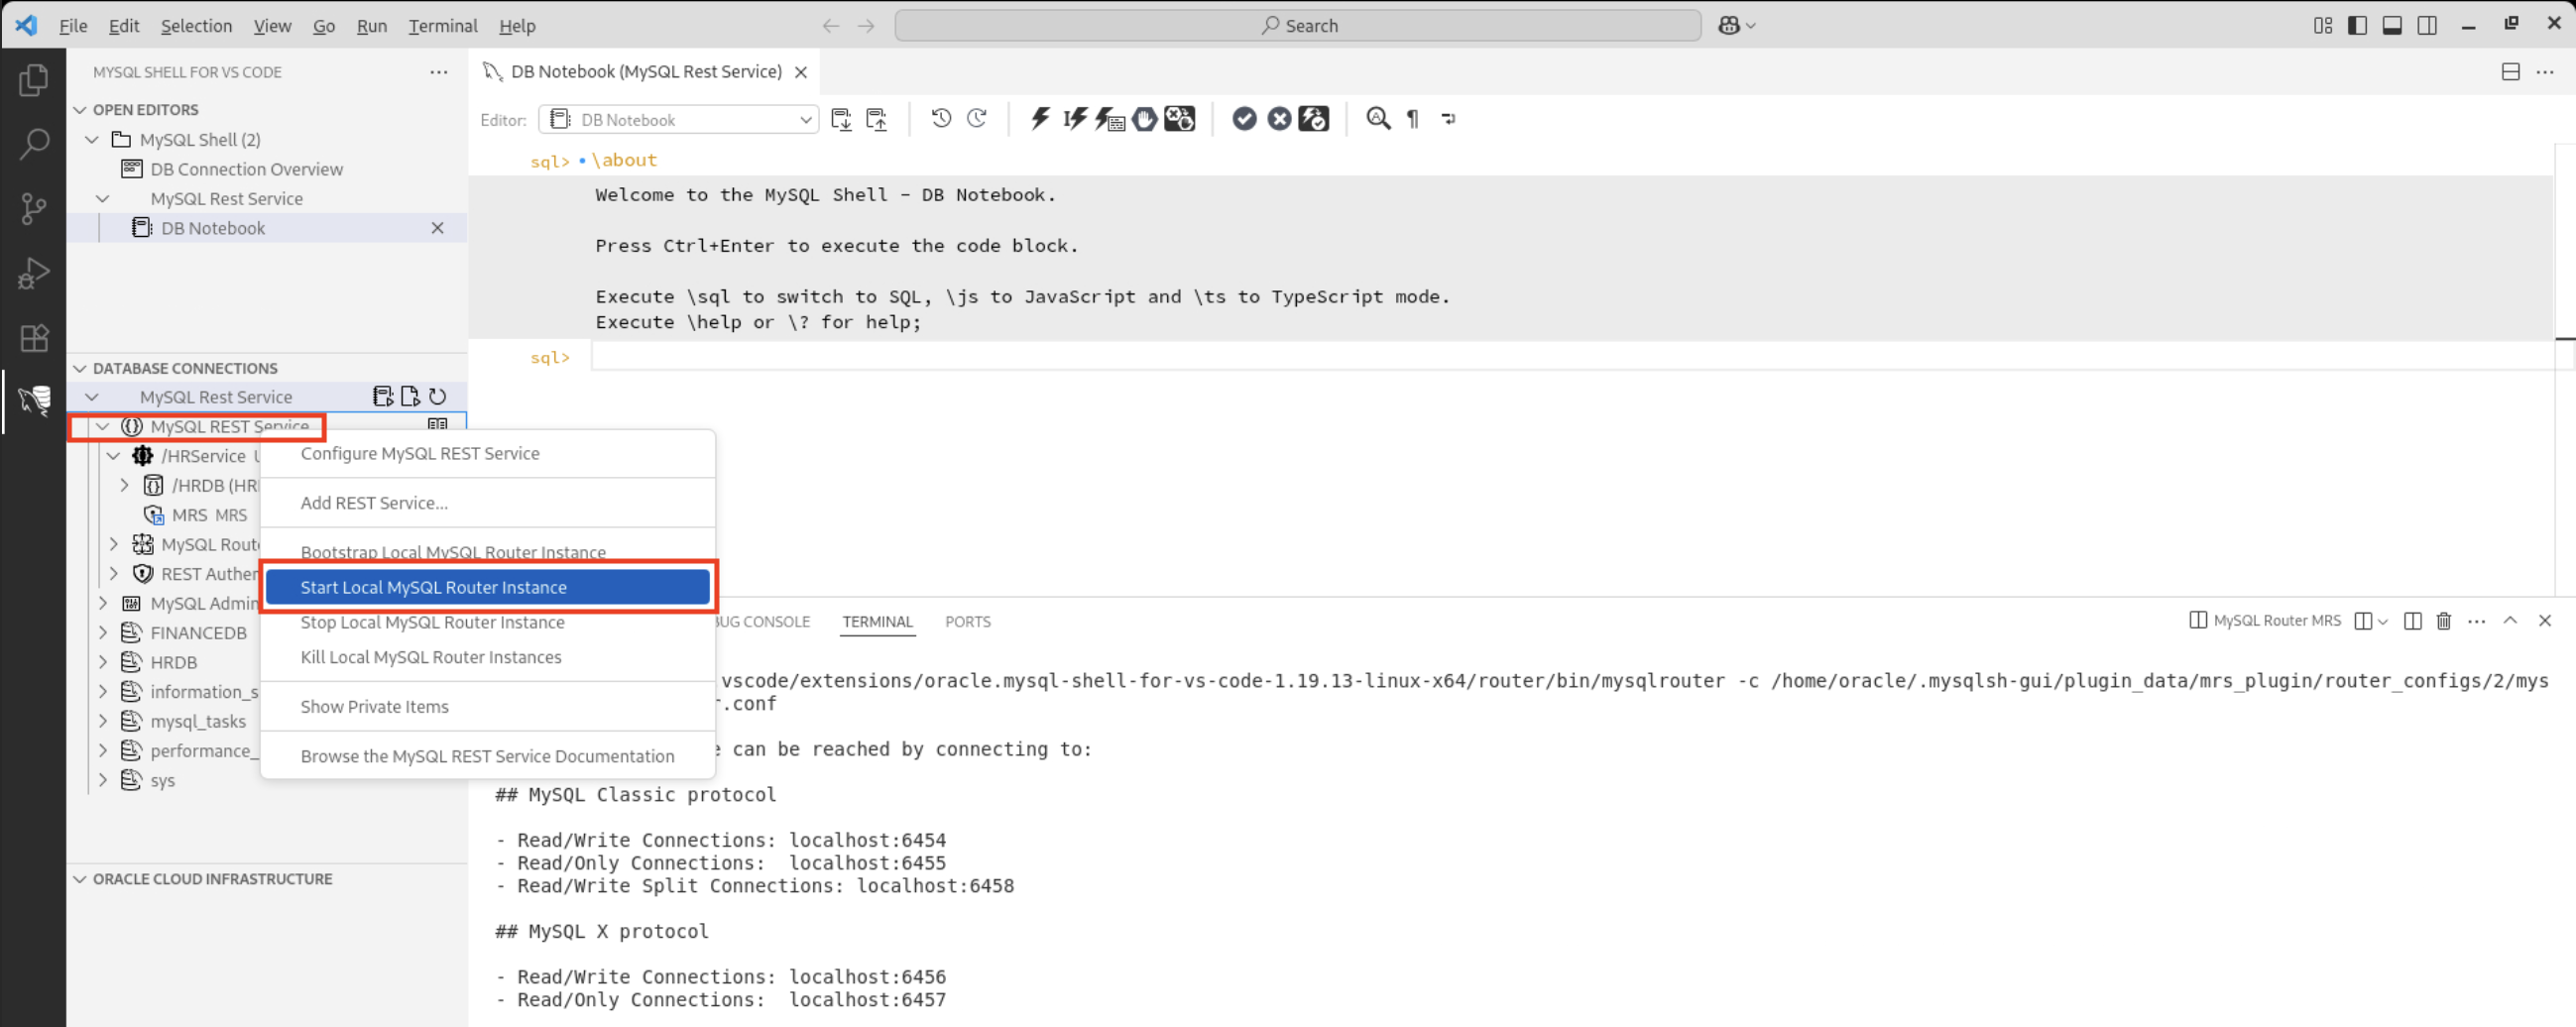 File Edit Selection View Go Run Terminal Help
Search
MYSQL SHELL FOR VS CODE
OPEN EDITORS
MySQL Shell (2)
DB Connection Overview
MySQL Rest Service
DB Notebook
DATABASE CONNECTIONS
MySQL Rest Service
MySQL REST Service
/HRService
/HRDB
MRS MRS
MySQL
REST
MySQL
FINANCEDB
HRDB
mysql_tasks
sys
ORACLE CLOUD INFRASTRUCTURE
Configure MySQL REST Service
Add REST Service...
Bootstrap Local MySQL Router Instance
Start Local MySQL Router Instance
Stop Local MySQL Router Instance
Kill Local MySQL Router Instances
Show Private Items
Browse the MySQL REST Service Documentation
DB Notebook (MySQL Rest Service)
Editor: DB Notebook
sql> \about
Welcome to the MySQL Shell - DB Notebook.
Press Ctrl+Enter to execute the code block.
Execute \sql to switch to SQL, \js to JavaScript and \ts to TypeScript mode.
Execute \help or \? for help;
sql>
CONSOLE TERMINAL PORTS
MySQL Router MRS
vscode/extensions/oracle.mysql-shell-for-vs-code-1.19.13-linux-x64/router/bin/mysqlrouter -c /home/oracle/.mysqlsh-gui/plugin_data/mrs_plugin/router_configs/2/mys
.conf
can be reached by connecting to:
## MySQL Classic protocol
- Read/Write Connections: localhost:6454
- Read/Only Connections: localhost:6455
- Read/Write Split Connections: localhost:6458
## MySQL X protocol
- Read/Write Connections: localhost:6456
- Read/Only Connections: localhost:6457